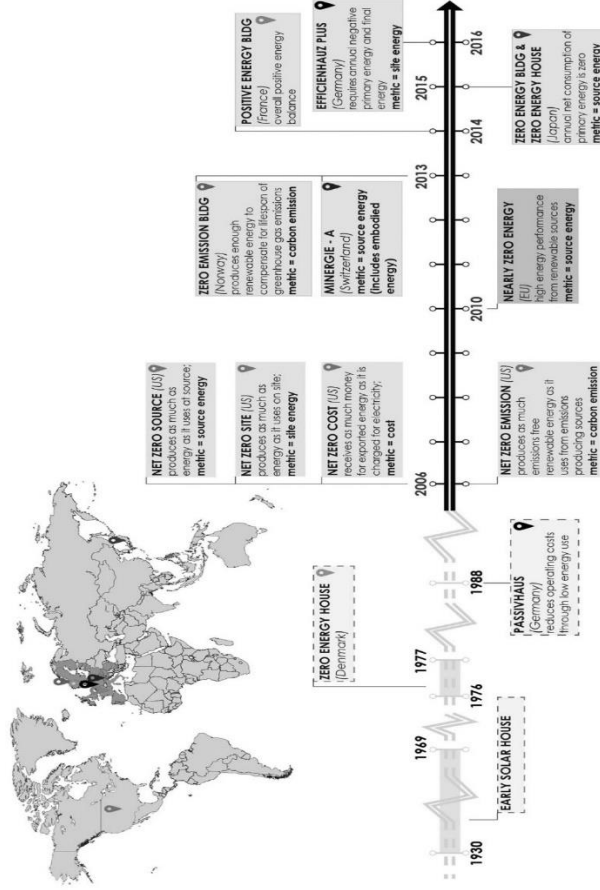 ZERO ENERGY HOUSE
(Denmark)
NET ZERO SOURCE (US)
produces as much as
energy as it uses at source;
metric = source energy
NET ZERO SITE (US)
produces as much as
energy as it uses on site;
metric = site energy
NET ZERO COST (US)
receives as much money
for exported energy as it is
charged for electricity;
metric = cost
ZERO EMISSION BLDG
(Norway)
produces enough
renewable energy to
compensate for lifespan of
greenhouse gas emissions
metric = carbon emission
MINERGIE - A
(Switzerland)
metric = source energy
(includes embodied
energy)
POSITIVE ENERGY BLDG
(France)
overall positive energy
balance
EFFICIENHAUZ PLUS
(Germany)
requires annual negative
primary energy and final
energy
metric = site energy
1930
1969
1976
1977
1988
2006
2010
2013
2014
2015
2016
EARLY SOLAR HOUSE
PASSIVHAUS
(Germany)
reduces operating costs
through low energy use
NET ZERO EMISSION (US)
produces as much
emissions free
renewable energy as it
uses from emissions
producing sources
metric = carbon emission
NEARLY ZERO ENERGY
(EU)
high energy perfomance
from renewable sources
metric = source energy
ZERO ENERGY BLDG &
ZERO ENERGY HOUSE
(Japan)
annual net consumption of
primary energy is zero
metric = source energy